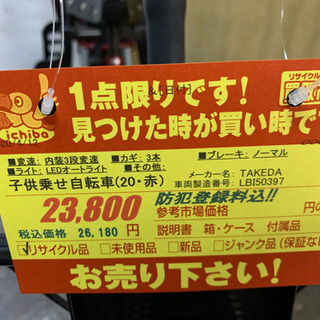 1点限りです!
リサイクル
見つけた時が買い時で
ichiba
2020/4/12
■変速: 内装3段変速 ■カギ: 3本 ■ブレーキ: ノーマル
■ライト: LEDオートライト ■その他:
メーカー名: TAKEDA
子供乗せ自転車(20・赤) 車両製造番号: LBI50397
防犯登録料込!!
23,800 円 参考市場価格 円の
税込価格 26,180 円 説明書 箱・ケース 付属品
リサイクル品 □未使用品 □新品 □ジャンク品(保証な
お売り下さい!